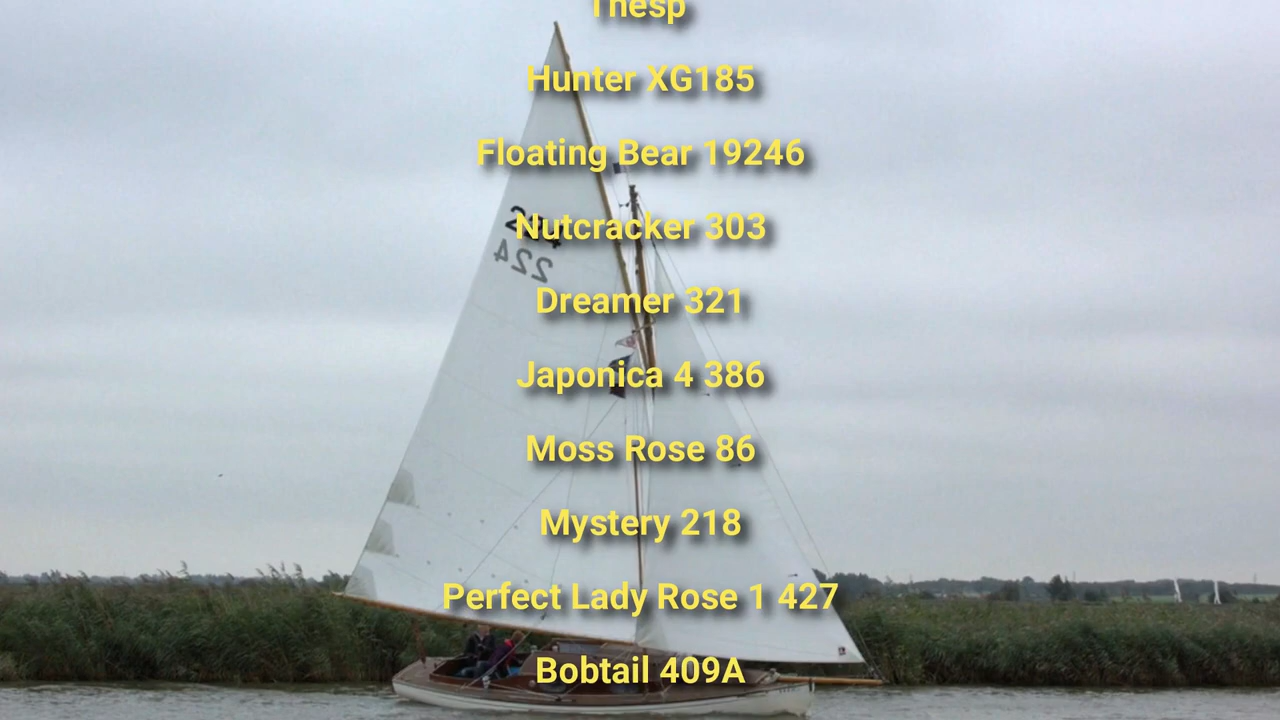 Thesp
Hunter XG185
Floating Bear 19246
Nutcracker 303
Dreamer 321
Japonica 4 386
Moss Rose 86
Mystery 218
Perfect Lady Rose 1 427
Bobtail 409A
224